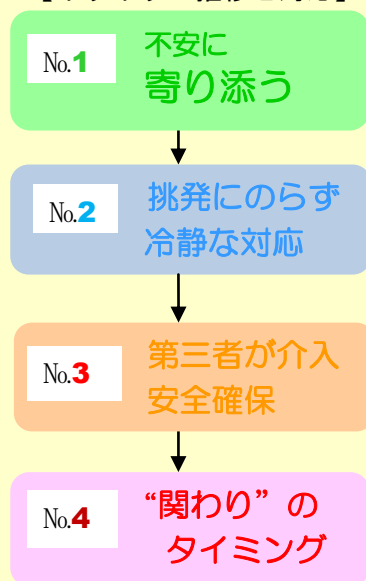 No.1
不安に
寄り添う
No.2
挑発にのらず
冷静な対応
No.3
第三者が介入
安全確保
No.4
“関わり”の
タイミング